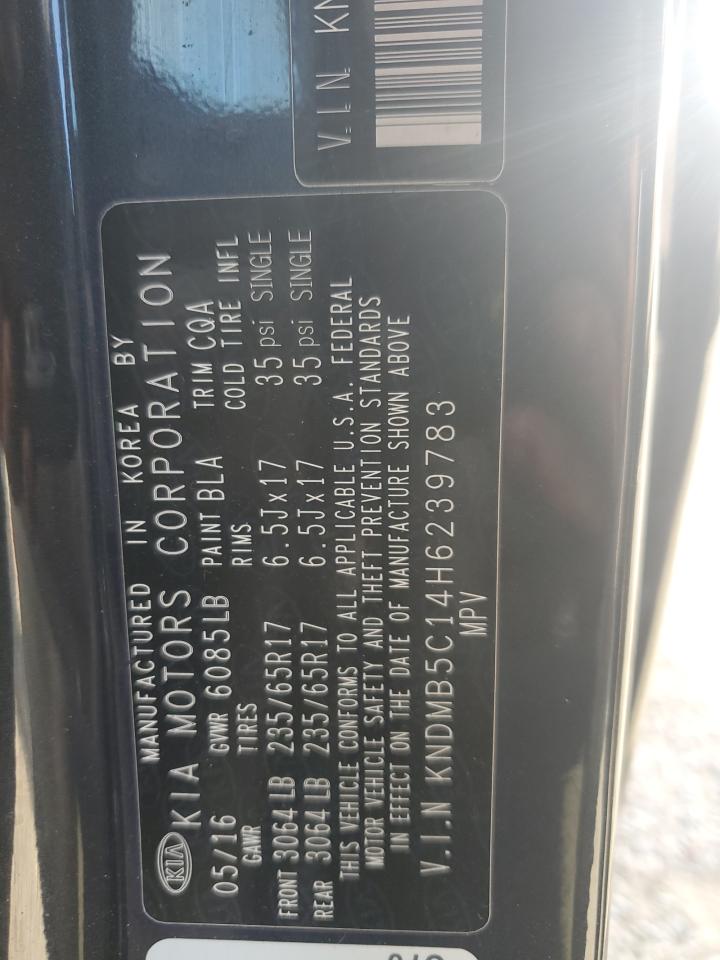 V.I.N. KN
KIA
MANUFACTURED IN KOREA BY
KIA MOTORS CORPORATION
05/16 GVWR 6085LB PAINT BLA TRIM CQA
GAWR TIRES RIMS COLD TIRE INFL
FRONT 3064 LB 235/65R17 6.5Jx17 35 psi SINGLE
REAR 3064 LB 235/65R17 6.5Jx17 35 psi SINGLE
THIS VEHICLE CONFORMS TO ALL APPLICABLE U.S.A. FEDERAL
MOTOR VEHICLE SAFETY AND THEFT PREVENTION STANDARDS
IN EFFECT ON THE DATE OF MANUFACTURE SHOWN ABOVE
V.I.N KNDMB5C14H6239783
MPV